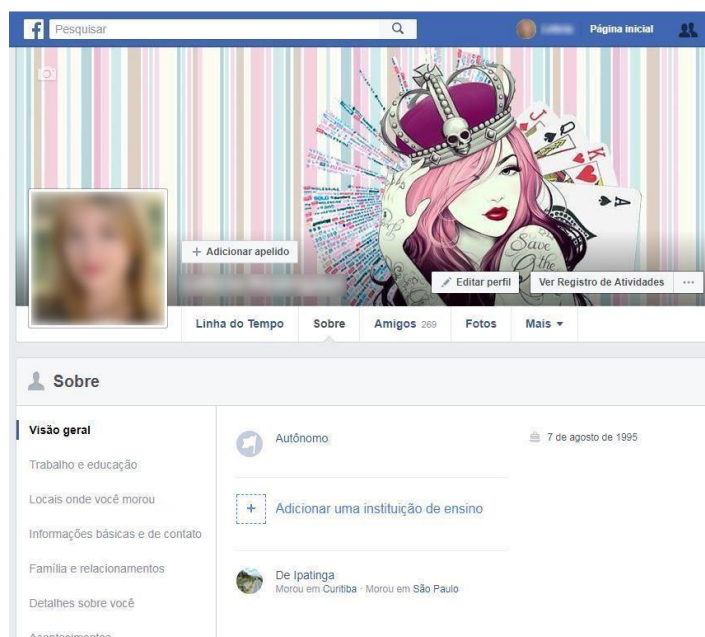 f
Pesquisar
Página inicial
J
Q
K
A
Save
the
+ Adicionar apelido
Editar perfil
Ver Registro de Atividades
...
Linha do Tempo
Sobre
Amigos 269
Fotos
Mais
Sobre
Visão geral
Trabalho e educação
Locais onde você morou
Informações básicas e de contato
Família e relacionamentos
Detalhes sobre você
Acontecimentos
Autônomo
7 de agosto de 1995
+ Adicionar uma instituição de ensino
De Ipatinga
Morou em Curitiba · Morou em São Paulo